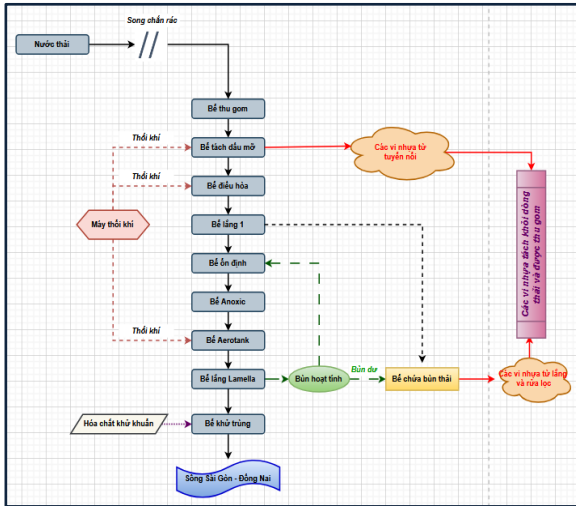 Song chắn rác
Nước thải
Bể thu gom
Thổi khí
Bể tách dầu mỡ
Các vi nhựa từ
tuyển nổi
Thổi khí
Bể điều hòa
Máy thổi khí
Bể lắng 1
Các vi nhựa tách khỏi dòng
thải và được thu gom
Bể ổn định
Bể Anoxic
Thổi khí
Bể Aerotank
Bể lắng Lamella
Bùn hoạt tính
Bùn dư
Bể chứa bùn thải
Các vi nhựa từ lắng
và rửa lọc
Hóa chất khử khuẩn
Bể khử trùng
Sông Sài Gòn - Đồng Nai